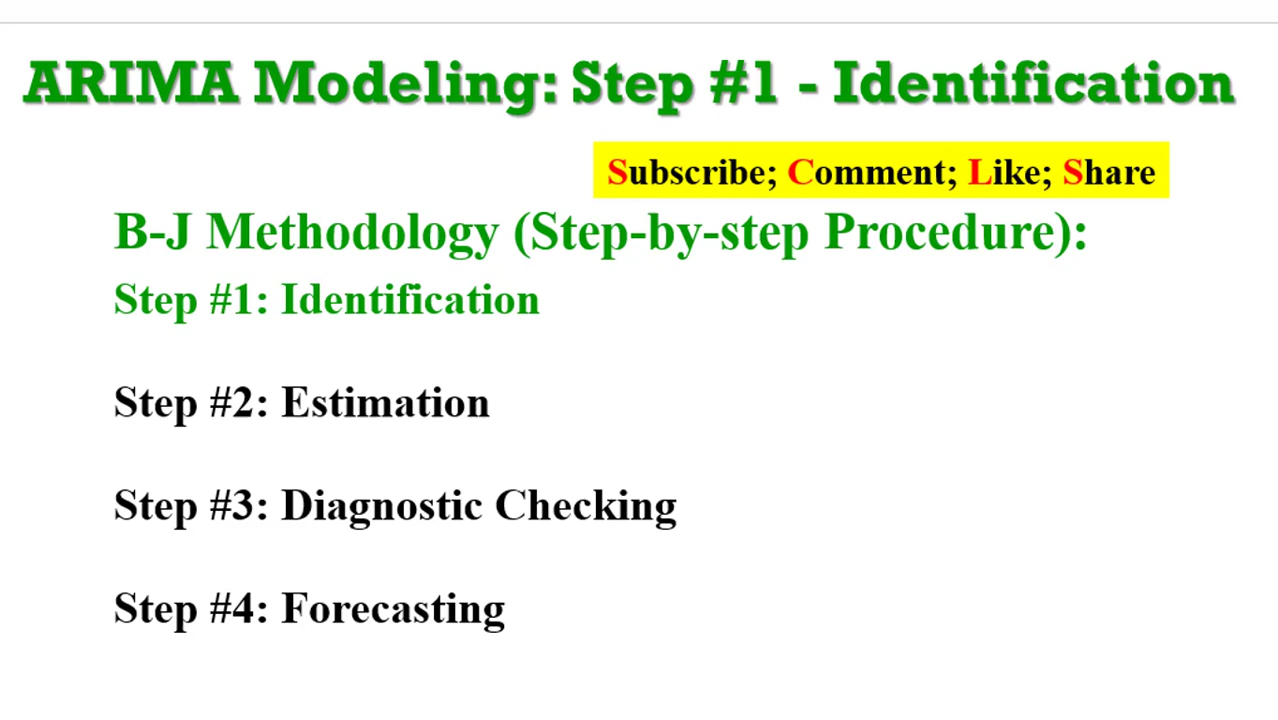 ARIMA Modeling: Step #1 - Identification
Subscribe; Comment; Like; Share
B-J Methodology (Step-by-step Procedure):
Step #1: Identification
Step #2: Estimation
Step #3: Diagnostic Checking
Step #4: Forecasting